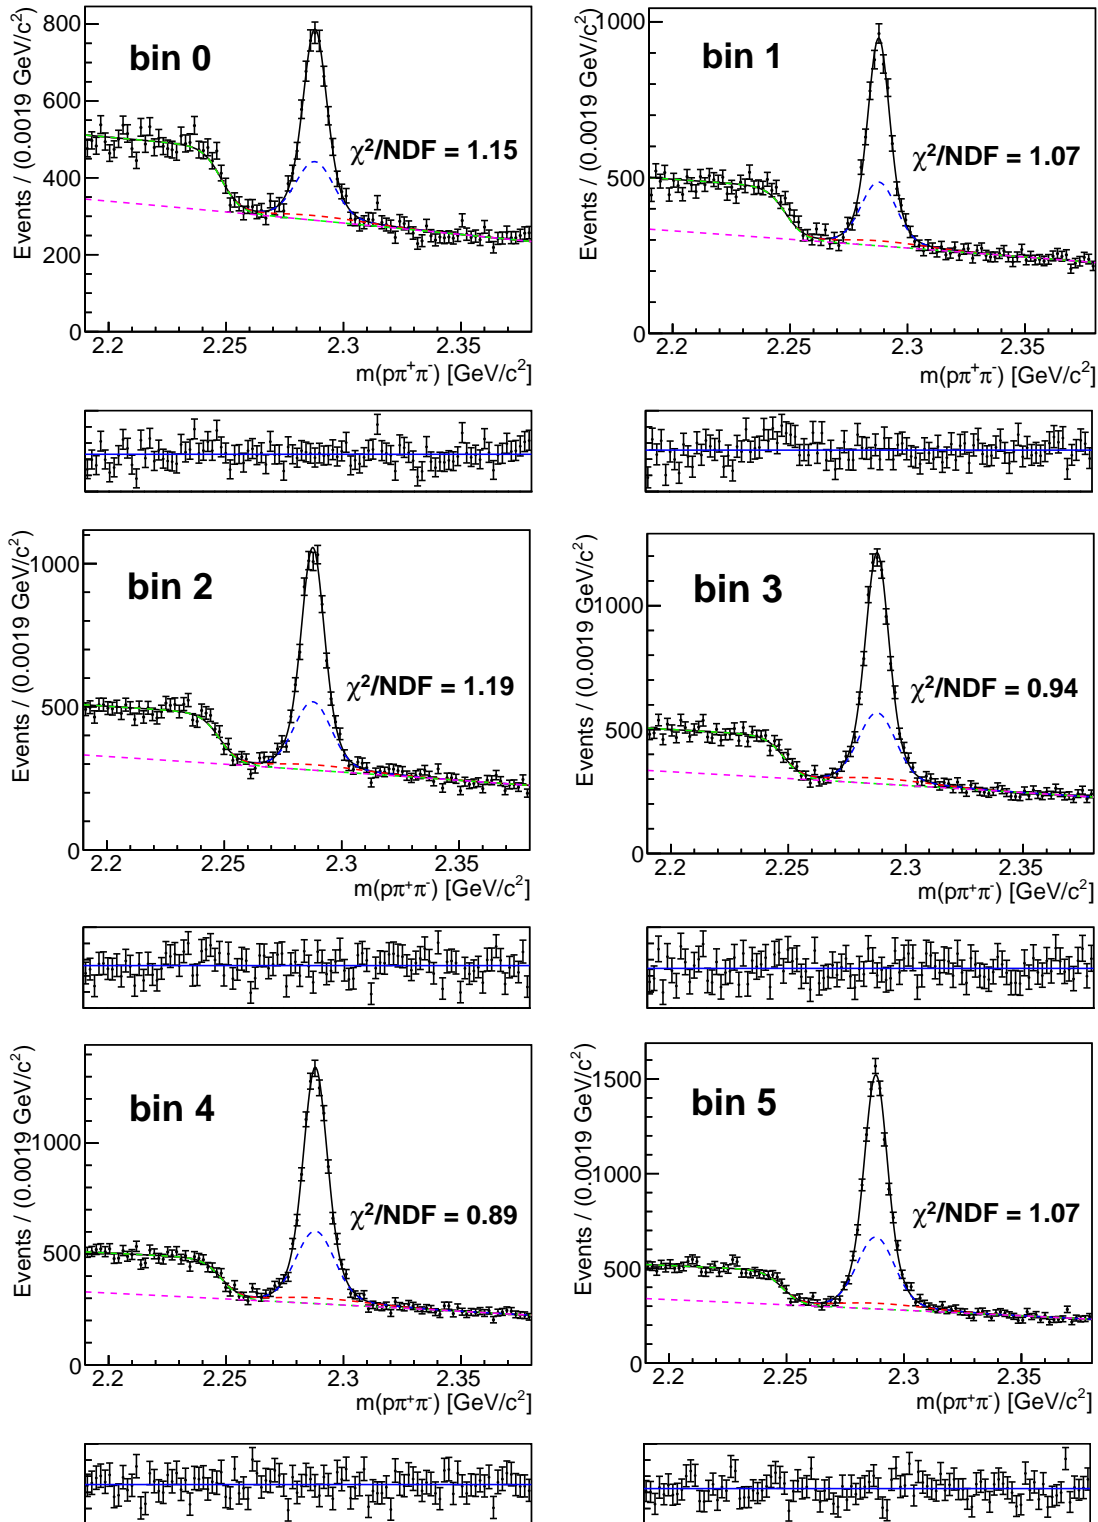 Events / (0.0019 GeV/c²)
800
600
400
200
0
bin 0
χ²/NDF = 1.15
2.2 2.25 2.3 2.35
m(pπ⁺π⁻) [GeV/c²]
Events / (0.0019 GeV/c²)
1000
500
0
bin 1
χ²/NDF = 1.07
2.2 2.25 2.3 2.35
m(pπ⁺π⁻) [GeV/c²]
Events / (0.0019 GeV/c²)
1000
500
0
bin 2
χ²/NDF = 1.19
2.2 2.25 2.3 2.35
m(pπ⁺π⁻) [GeV/c²]
Events / (0.0019 GeV/c²)
1000
500
0
bin 3
χ²/NDF = 0.94
2.2 2.25 2.3 2.35
m(pπ⁺π⁻) [GeV/c²]
Events / (0.0019 GeV/c²)
1000
500
0
bin 4
χ²/NDF = 0.89
2.2 2.25 2.3 2.35
m(pπ⁺π⁻) [GeV/c²]
Events / (0.0019 GeV/c²)
1500
1000
500
0
bin 5
χ²/NDF = 1.07
2.2 2.25 2.3 2.35
m(pπ⁺π⁻) [GeV/c²]